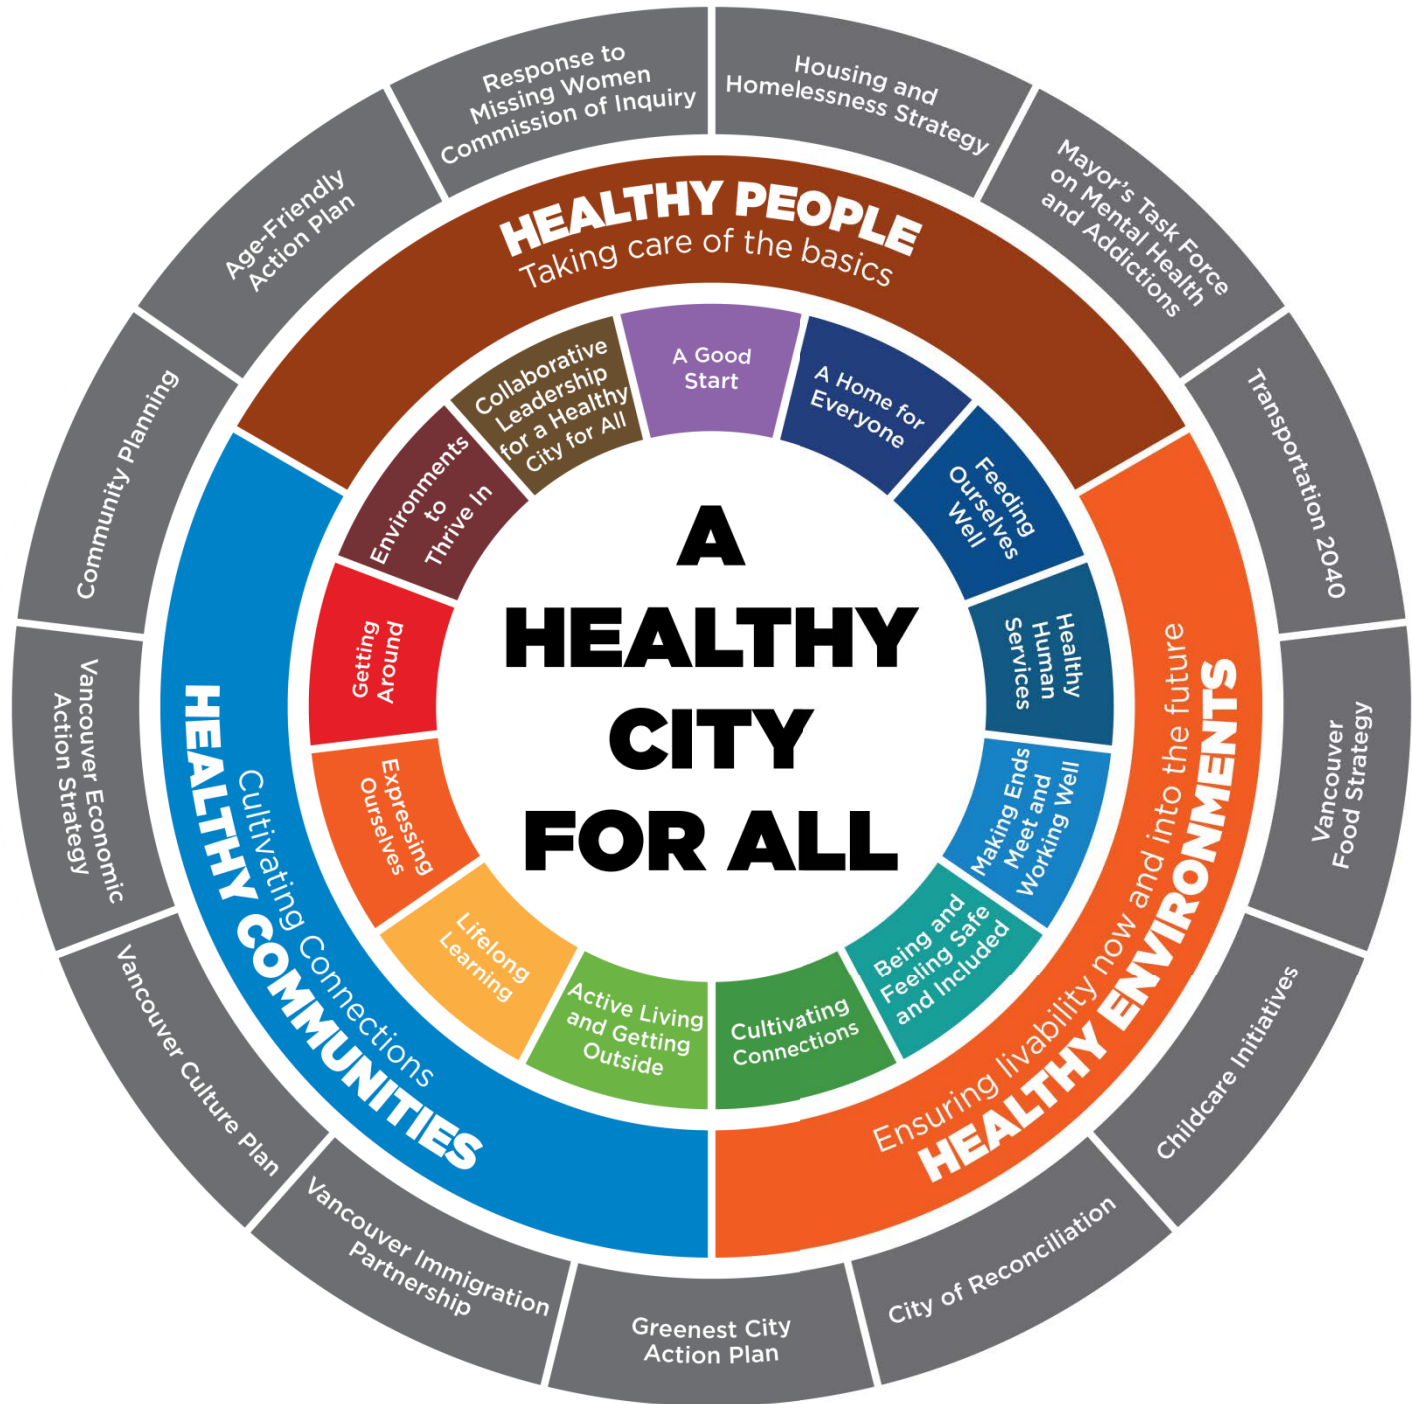 A
HEALTHY
CITY
FOR ALL
HEALTHY PEOPLE
Taking care of the basics
Ensuring livability now and into the future
HEALTHY ENVIRONMENTS
Cultivating Connections
HEALTHY COMMUNITIES
A Good
Start
A Home for
Everyone
Feeding
Ourselves
Well
Healthy
Human
Services
Making Ends
Meet and
Working Well
Being and
Feeling Safe
and Included
Cultivating
Connections
Active Living
and Getting
Outside
Lifelong
Learning
Expressing
Ourselves
Getting
Around
Environments
to
Thrive In
Collaborative
Leadership
for a Healthy
City for All
Housing and
Homelessness Strategy
Mayor's Task Force
on Mental Health
and Addictions
Transportation 2040
Vancouver
Food Strategy
Childcare Initiatives
City of Reconciliation
Greenest City
Action Plan
Vancouver Immigration
Partnership
Vancouver Culture Plan
Vancouver Economic
Action Strategy
Community Planning
Age-Friendly
Action Plan
Response to
Missing Women
Commission of Inquiry